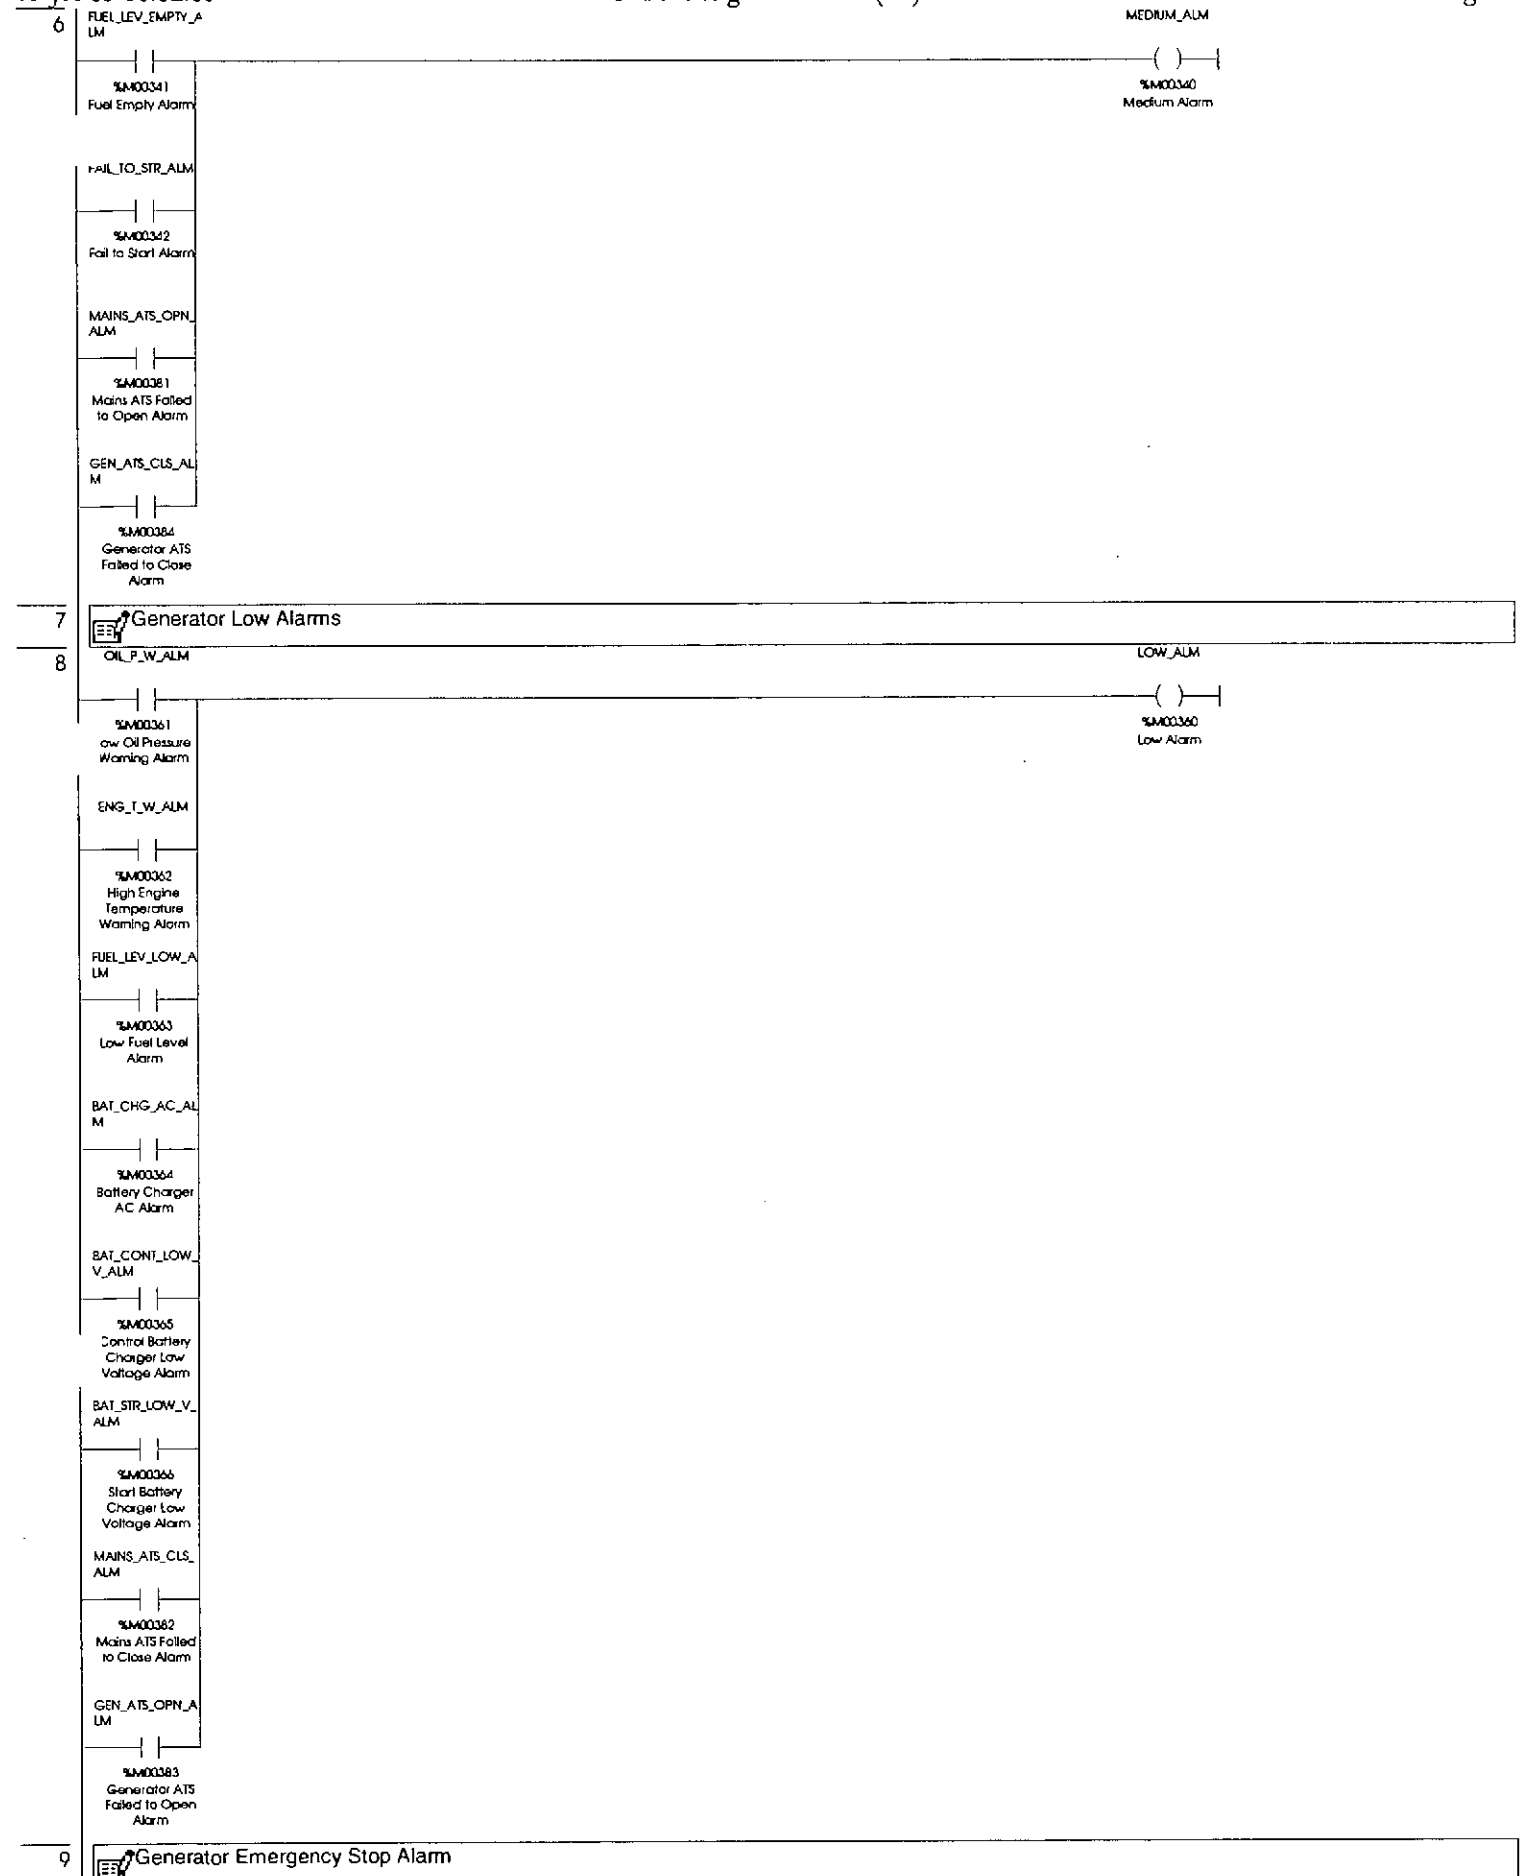 6
FUEL_LEV_EMPTY_A
LM
MEDIUM_ALM
%M00341
Fuel Empty Alarm
%M00340
Medium Alarm
FAIL_TO_STR_ALM
%M00342
Fail to Start Alarm
MAINS_ATS_OPN_
ALM
%M00381
Mains ATS Failed
to Open Alarm
GEN_ATS_CLS_AL
M
%M00384
Generator ATS
Failed to Close
Alarm
7
Generator Low Alarms
8
OIL_P_W_ALM
LOW_ALM
%M00361
ow Oil Pressure
Warning Alarm
%M00360
Low Alarm
ENG_T_W_ALM
%M00362
High Engine
Temperature
Warning Alarm
FUEL_LEV_LOW_A
LM
%M00363
Low Fuel Level
Alarm
BAT_CHG_AC_AL
M
%M00364
Battery Charger
AC Alarm
BAT_CONT_LOW_
V_ALM
%M00365
Control Battery
Charger Low
Voltage Alarm
BAT_STR_LOW_V_
ALM
%M00366
Start Battery
Charger Low
Voltage Alarm
MAINS_ATS_CLS_
ALM
%M00382
Mains ATS Failed
to Close Alarm
GEN_ATS_OPN_A
LM
%M00383
Generator ATS
Failed to Open
Alarm
9
Generator Emergency Stop Alarm